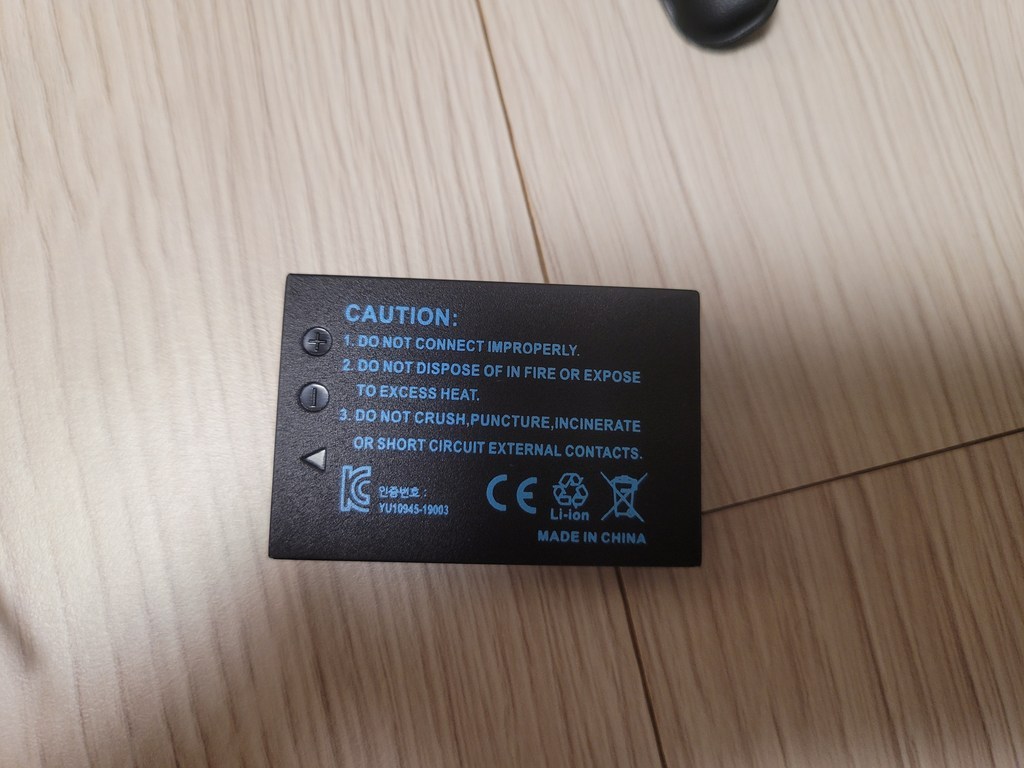 CAUTION:
1. DO NOT CONNECT IMPROPERLY.
2. DO NOT DISPOSE OF IN FIRE OR EXPOSE
TO EXCESS HEAT.
3. DO NOT CRUSH,PUNCTURE,INCINERATE
OR SHORT CIRCUIT EXTERNAL CONTACTS.
인증번호 :
YU10945-19003
CE
Li-ion
MADE IN CHINA